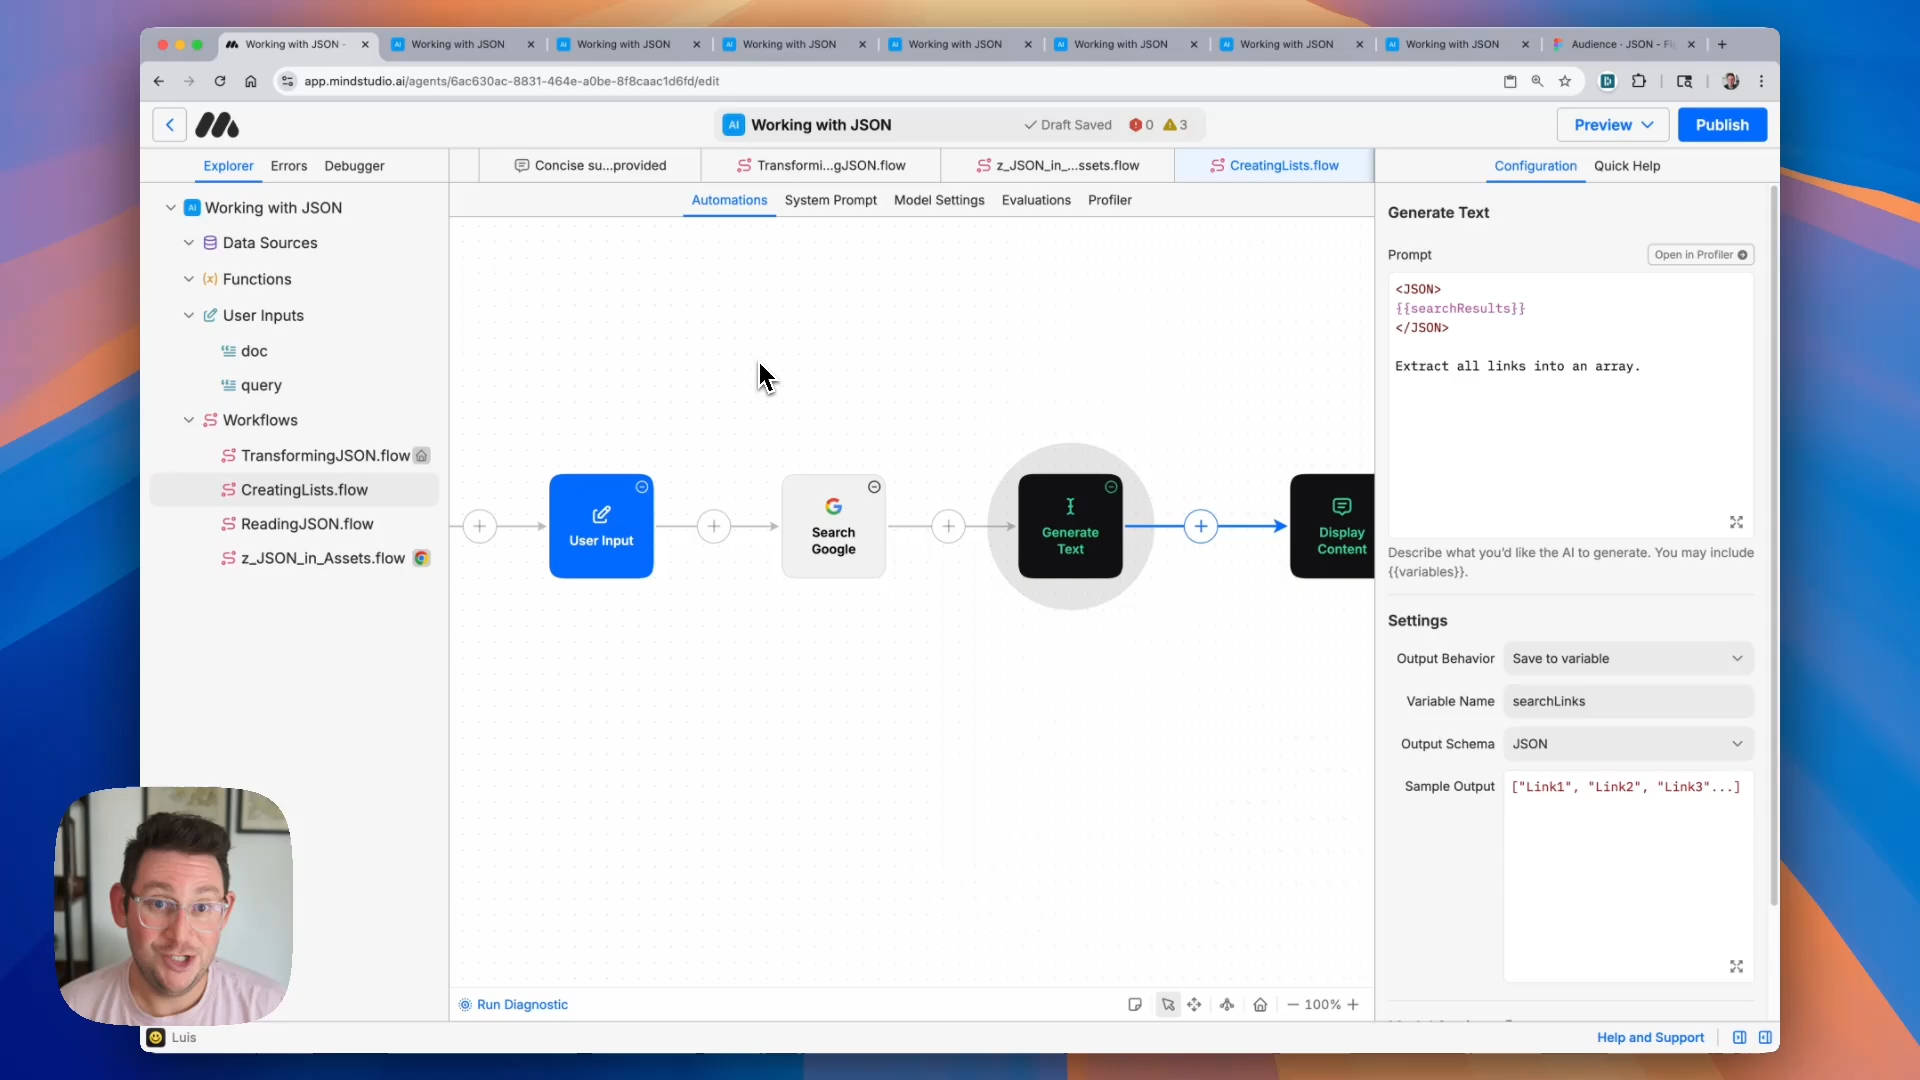 Working with JSON -
Working with JSON
Working with JSON
Working with JSON
Working with JSON
Working with JSON
Working with JSON
Working with JSON
Audience · JSON - Fi
app.mindstudio.ai/agents/6ac630ac-8831-464e-a0be-8f8caac1d6fd/edit
AI Working with JSON
Draft Saved
0
3
Preview
Publish
Explorer
Errors
Debugger
Concise su...provided
Transformi...gJSON.flow
z_JSON_in_...ssets.flow
CreatingLists.flow
Configuration
Quick Help
Automations
System Prompt
Model Settings
Evaluations
Profiler
AI Working with JSON
Data Sources
(x) Functions
User Inputs
doc
query
Workflows
TransformingJSON.flow
CreatingLists.flow
ReadingJSON.flow
z_JSON_in_Assets.flow
User Input
Search
Google
Generate
Text
Display
Content
Generate Text
Prompt
Open in Profiler
<JSON>
{{searchResults}}
</JSON>
Extract all links into an array.
Describe what you'd like the AI to generate. You may include
{{variables}}.
Settings
Output Behavior
Save to variable
Variable Name
searchLinks
Output Schema
JSON
Sample Output
["Link1", "Link2", "Link3"...]
Run Diagnostic
100%
Luis
Help and Support